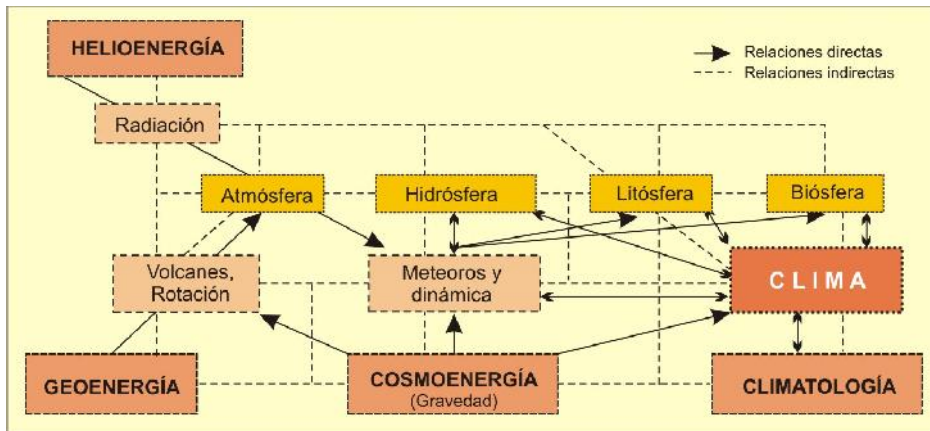 HELIOENERGÍA
Relaciones directas
Relaciones indirectas
Radiación
Atmósfera
Hidrósfera
Litósfera
Biósfera
Volcanes,
Rotación
Meteoros y
dinámica
CLIMA
GEOENERGÍA
COSMOENERGÍA
(Gravedad)
CLIMATOLOGÍA